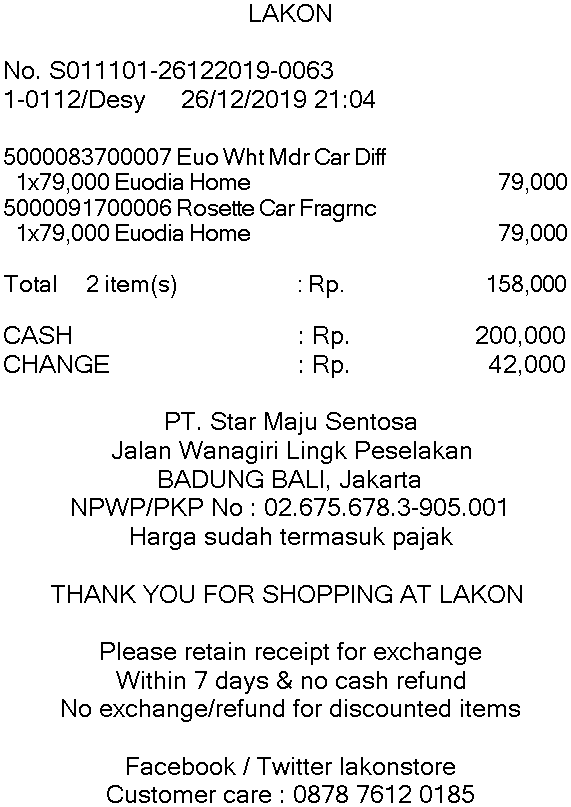 LAKON
No. S011101-26122019-0063
1-0112/Desy 26/12/2019 21:04
5000083700007 Euo Wht Mdr Car Diff
1x79,000 Euodia Home 79,000
5000091700006 Rosette Car Fragrnc
1x79,000 Euodia Home 79,000
Total 2 item(s) : Rp. 158,000
CASH : Rp. 200,000
CHANGE : Rp. 42,000
PT. Star Maju Sentosa
Jalan Wanagiri Lingk Peselakan
BADUNG BALI, Jakarta
NPWP/PKP No : 02.675.678.3-905.001
Harga sudah termasuk pajak
THANK YOU FOR SHOPPING AT LAKON
Please retain receipt for exchange
Within 7 days & no cash refund
No exchange/refund for discounted items
Facebook / Twitter lakonstore
Customer care : 0878 7612 0185